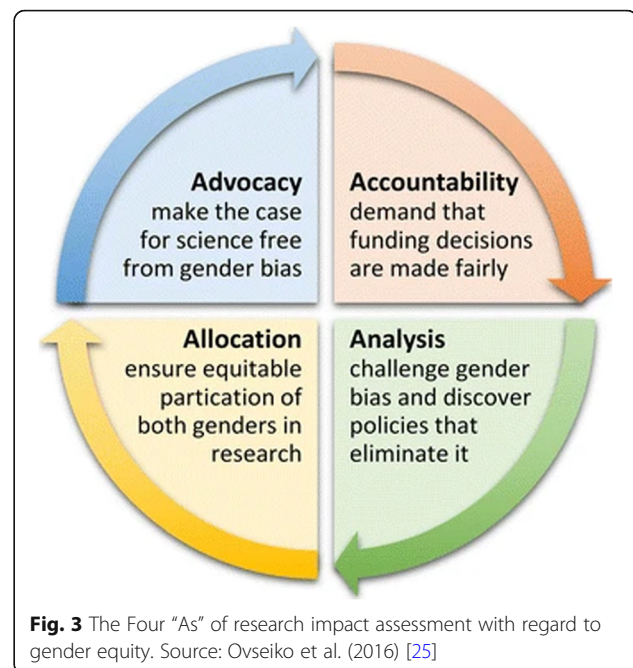 Advocacy
make the case
for science free
from gender bias
Accountability
demand that
funding decisions
are made fairly
Allocation
ensure equitable
partication of
both genders in
research
Analysis
challenge gender
bias and discover
policies that
eliminate it
Fig. 3 The Four “As” of research impact assessment with regard to
gender equity. Source: Ovseiko et al. (2016) [25]